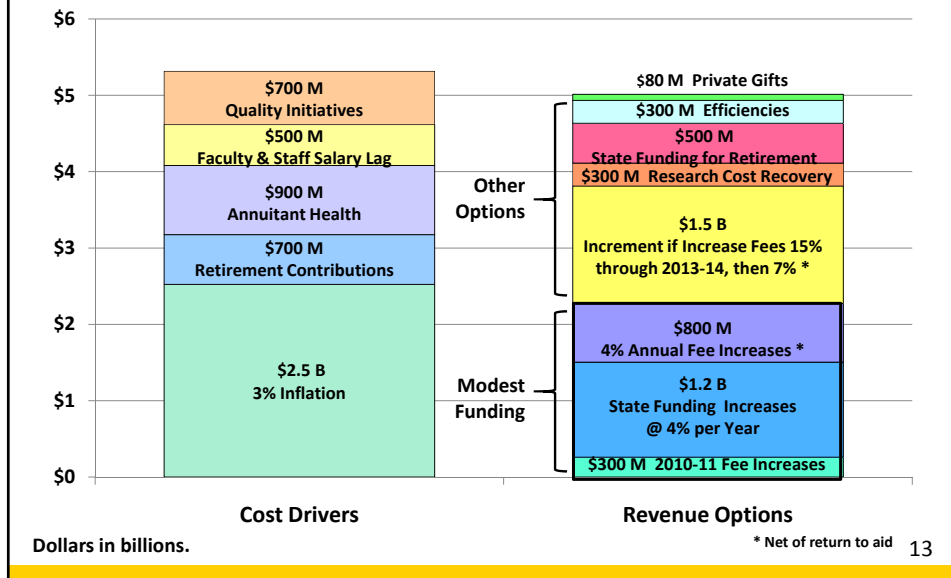 $6
$5
$4
$3
$2
$1
$0
$700 M
Quality Initiatives
$500 M
Faculty & Staff Salary Lag
$900 M
Annuitant Health
$700 M
Retirement Contributions
$2.5 B
3% Inflation
Cost Drivers
Other
Options
Modest
Funding
$80 M Private Gifts
$300 M Efficiencies
$500 M
State Funding for Retirement
$300 M Research Cost Recovery
$1.5 B
Increment if Increase Fees 15%
through 2013-14, then 7% *
$800 M
4% Annual Fee Increases *
$1.2 B
State Funding Increases
@ 4% per Year
$300 M 2010-11 Fee Increases
Revenue Options
Dollars in billions.
* Net of return to aid
13